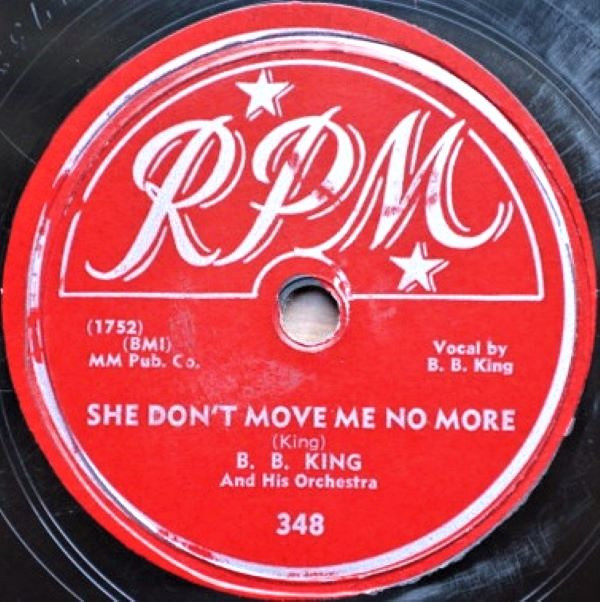 RPM
(1752)
(BMI)
MM Pub. Co.
Vocal by
B. B. King
SHE DON'T MOVE ME NO MORE
(King)
B. B. KING
And His Orchestra
348